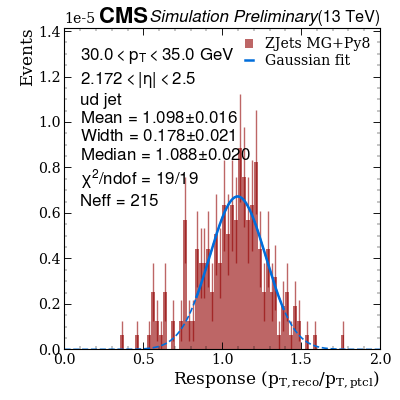 1e-5 CMS Simulation Preliminary (13 TeV)
Events
30.0 < pT < 35.0 GeV
2.172 < |η| < 2.5
ud jet
Mean = 1.098±0.016
Width = 0.178±0.021
Median = 1.088±0.020
χ²/ndof = 19/19
Neff = 215
ZJets MG+Py8
Gaussian fit
1.4
1.2
1.0
0.8
0.6
0.4
0.2
0.0
0.0 0.5 1.0 1.5 2.0
Response (pT,reco/pT,ptcl)